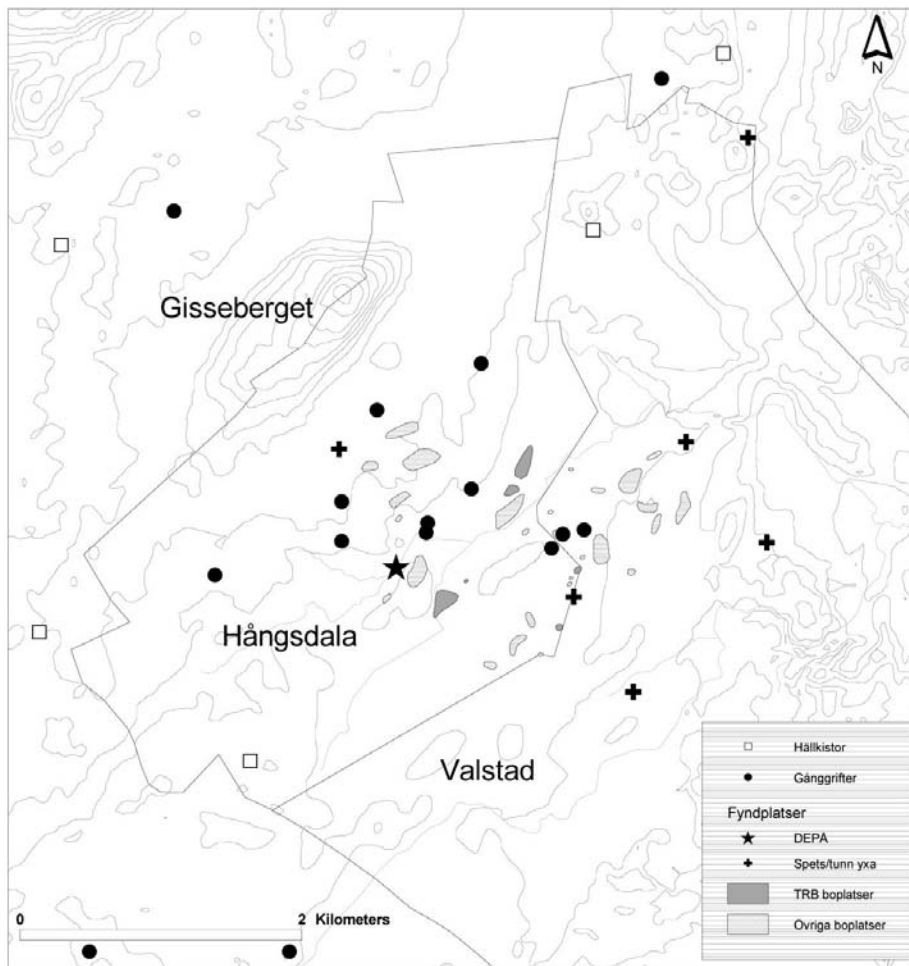 N
Gisseberget
Hångsdala
Valstad
0 2 Kilometers
Hällkistor
Gånggrifter
Fyndplatser
DEPÅ
Spets/tunn yxa
TRB boplatser
Övriga boplatser